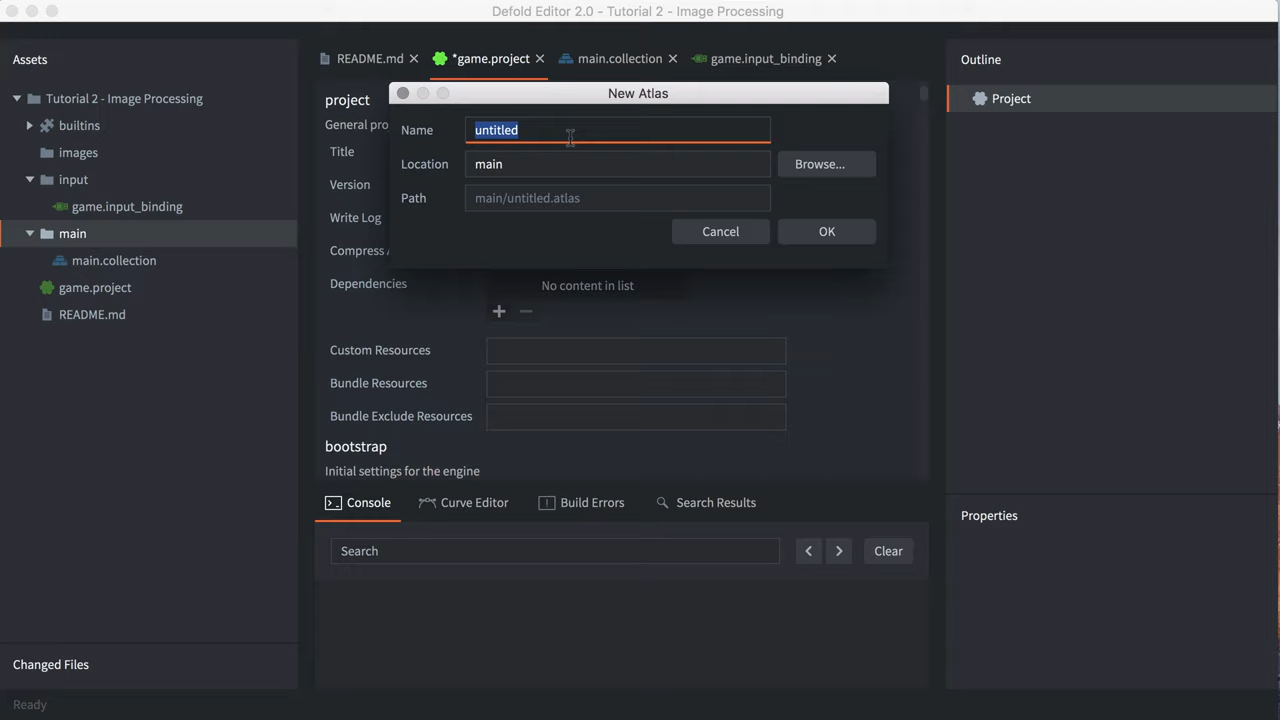 Defold Editor 2.0 - Tutorial 2 - Image Processing
Assets
Tutorial 2 - Image Processing
builtins
images
input
game.input_binding
main
main.collection
game.project
README.md
Changed Files
Ready
README.md
*game.project
main.collection
game.input_binding
project
General pro
Title
Version
Write Log
Compress A
Dependencies
No content in list
Custom Resources
Bundle Resources
Bundle Exclude Resources
bootstrap
Initial settings for the engine
New Atlas
Name untitled
Location main Browse...
Path main/untitled.atlas
Cancel OK
Console Curve Editor Build Errors Search Results
Search Clear
Outline
Project
Properties